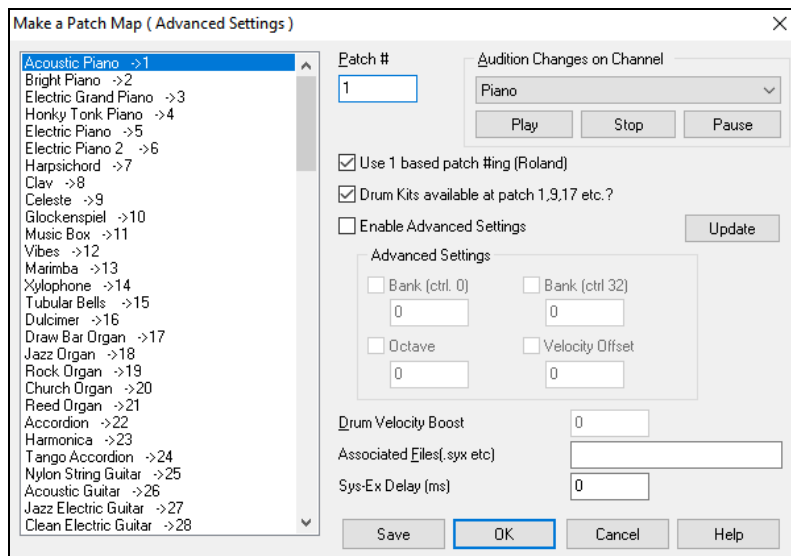 Make a Patch Map ( Advanced Settings )
Acoustic Piano ->1
Bright Piano ->2
Electric Grand Piano ->3
Honky Tonk Piano ->4
Electric Piano ->5
Electric Piano 2 ->6
Harpsichord ->7
Clav ->8
Celeste ->9
Glockenspiel ->10
Music Box ->11
Vibes ->12
Marimba ->13
Xylophone ->14
Tubular Bells ->15
Dulcimer ->16
Draw Bar Organ ->17
Jazz Organ ->18
Rock Organ ->19
Church Organ ->20
Reed Organ ->21
Accordion ->22
Harmonica ->23
Tango Accordion ->24
Nylon String Guitar ->25
Acoustic Guitar ->26
Jazz Electric Guitar ->27
Clean Electric Guitar ->28
Patch #
1
Audition Changes on Channel
Piano
Play Stop Pause
Use 1 based patch #ing (Roland)
Drum Kits available at patch 1,9,17 etc.?
Enable Advanced Settings
Update
Advanced Settings
Bank (ctrl. 0) Bank (ctrl 32)
0 0
Octave Velocity Offset
0 0
Drum Velocity Boost 0
Associated Files(.syx etc)
Sys-Ex Delay (ms) 0
Save OK Cancel Help